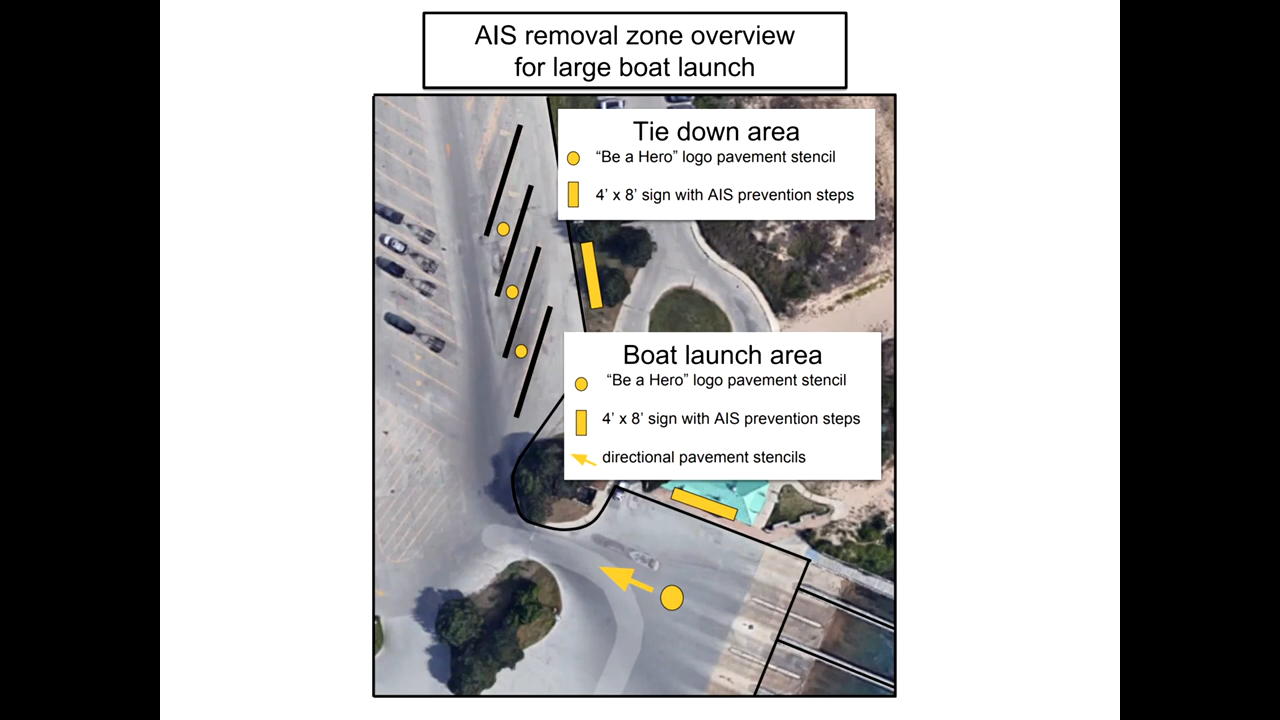 AIS removal zone overview
for large boat launch
Tie down area
“Be a Hero” logo pavement stencil
4’ x 8’ sign with AIS prevention steps
Boat launch area
“Be a Hero” logo pavement stencil
4’ x 8’ sign with AIS prevention steps
directional pavement stencils